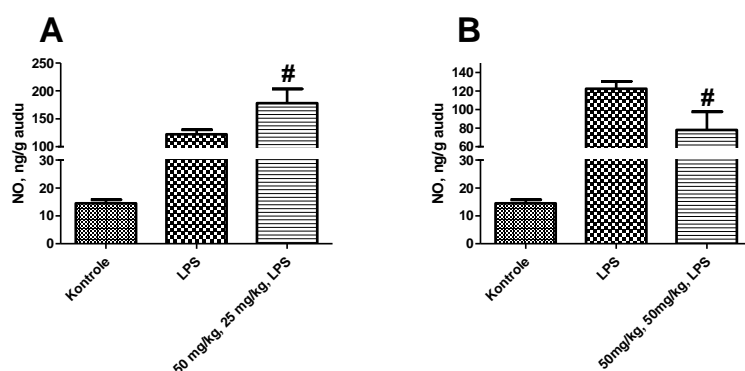 A
NO, ng/g audu
250
200
150
100
30
20
10
0
#
Kontrole
LPS
50 mg/kg, 25 mg/kg, LPS
B
NO, ng/g audu
140
120
100
80
60
30
20
10
0
#
Kontrole
LPS
50mg/kg, 50mg/kg, LPS